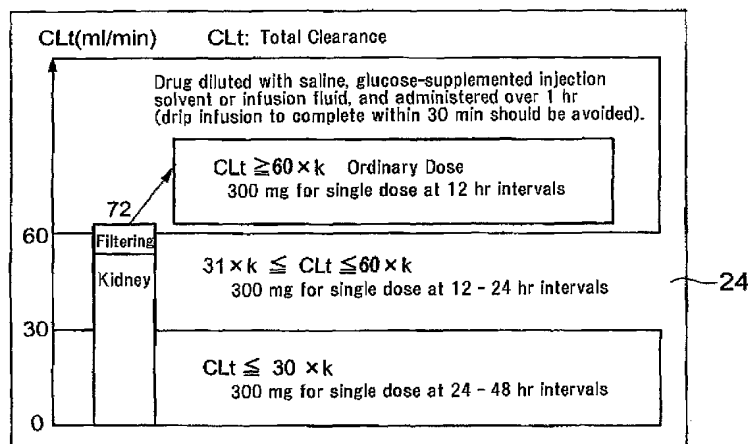 CLt(ml/min) CLt: Total Clearance
Drug diluted with saline, glucose-supplemented injection
solvent or infusion fluid, and administered over 1 hr
(drip infusion to complete within 30 min should be avoided).
CLt ≧60×k Ordinary Dose
300 mg for single dose at 12 hr intervals
72
60
Filtering
Kidney
31×k ≦ CLt ≦60×k
300 mg for single dose at 12 - 24 hr intervals
24
30
CLt ≦ 30 ×k
300 mg for single dose at 24 - 48 hr intervals
0